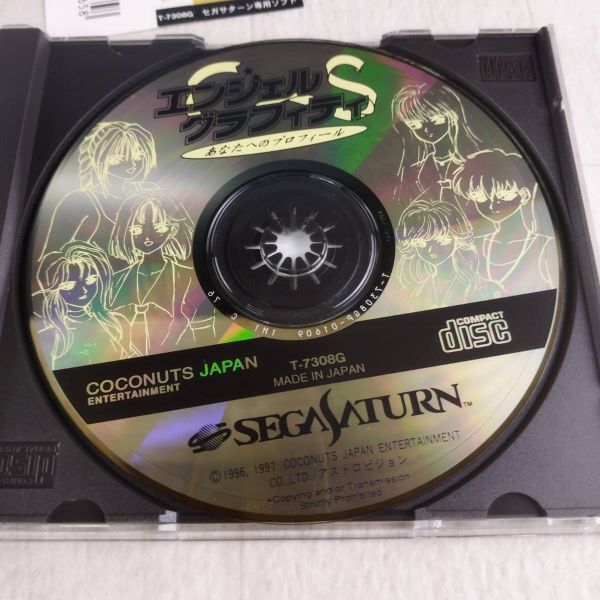 T-7308G セガサターン専用ソフト
S S
エンジェル
グラフィティ
あなたへのプロフィール
COMPACT
disc
COCONUTS JAPAN
ENTERTAINMENT
T-7308G
MADE IN JAPAN
SEGA SATURN™
©1996, 1997 COCONUTS JAPAN ENTERTAINMENT
CO.,LTD./アストロビジョン
•Copying and/or Transmission
Strictly Prohibited.